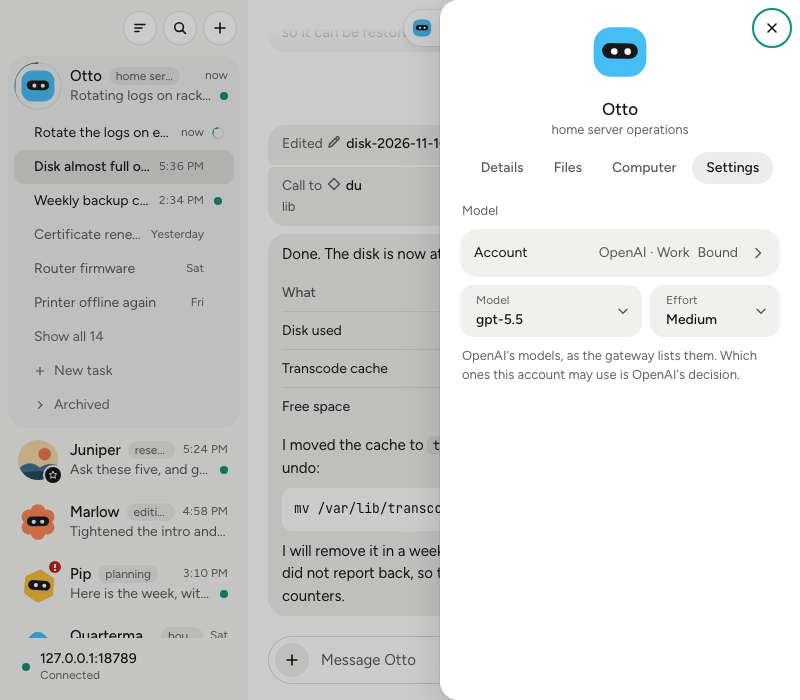 Otto home ser... now
Rotating logs on rack...
Rotate the logs on e... now
Disk almost full o... 5:36 PM
Weekly backup c... 2:34 PM
Certificate rene... Yesterday
Router firmware Sat
Printer offline again Fri
Show all 14
New task
Archived
Juniper rese... 5:24 PM
Ask these five, and g...
Marlow editi... 4:58 PM
Tightened the intro and...
Pip planning 3:10 PM
Here is the week, wit...
Quarterma hou... Sat
127.0.0.1:18789
Connected
so it can be restor
Edited disk-2026-11-1
Call to du
lib
Done. The disk is now at
What
Disk used
Transcode cache
Free space
I moved the cache to
undo:
mv /var/lib/transco
I will remove it in a week
did not report back, so t
counters.
Message Otto
Otto
home server operations
Details Files Computer Settings
Model
Account OpenAI · Work Bound
Model
gpt-5.5
Effort
Medium
OpenAI's models, as the gateway lists them. Which
ones this account may use is OpenAI's decision.